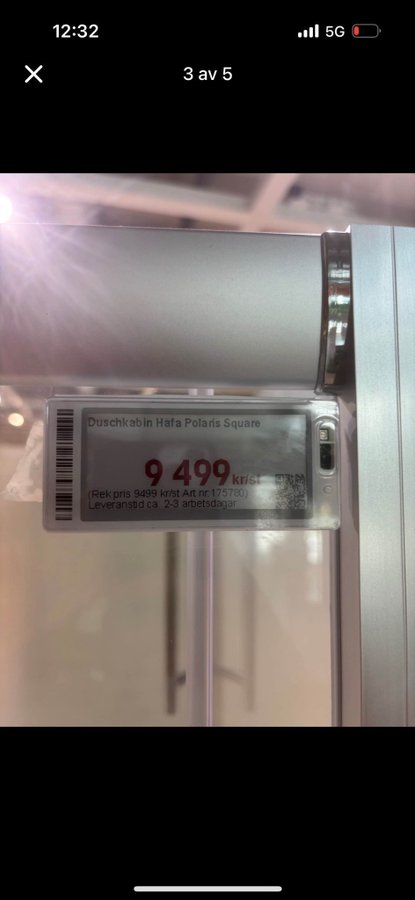 12:32
5G
3 av 5
Duschkabin Hafa Polaris Square
9 499 kr/st
(Rek pris 9499 kr/st Art nr 175780)
Leveranstid ca. 2-3 arbetsdagar